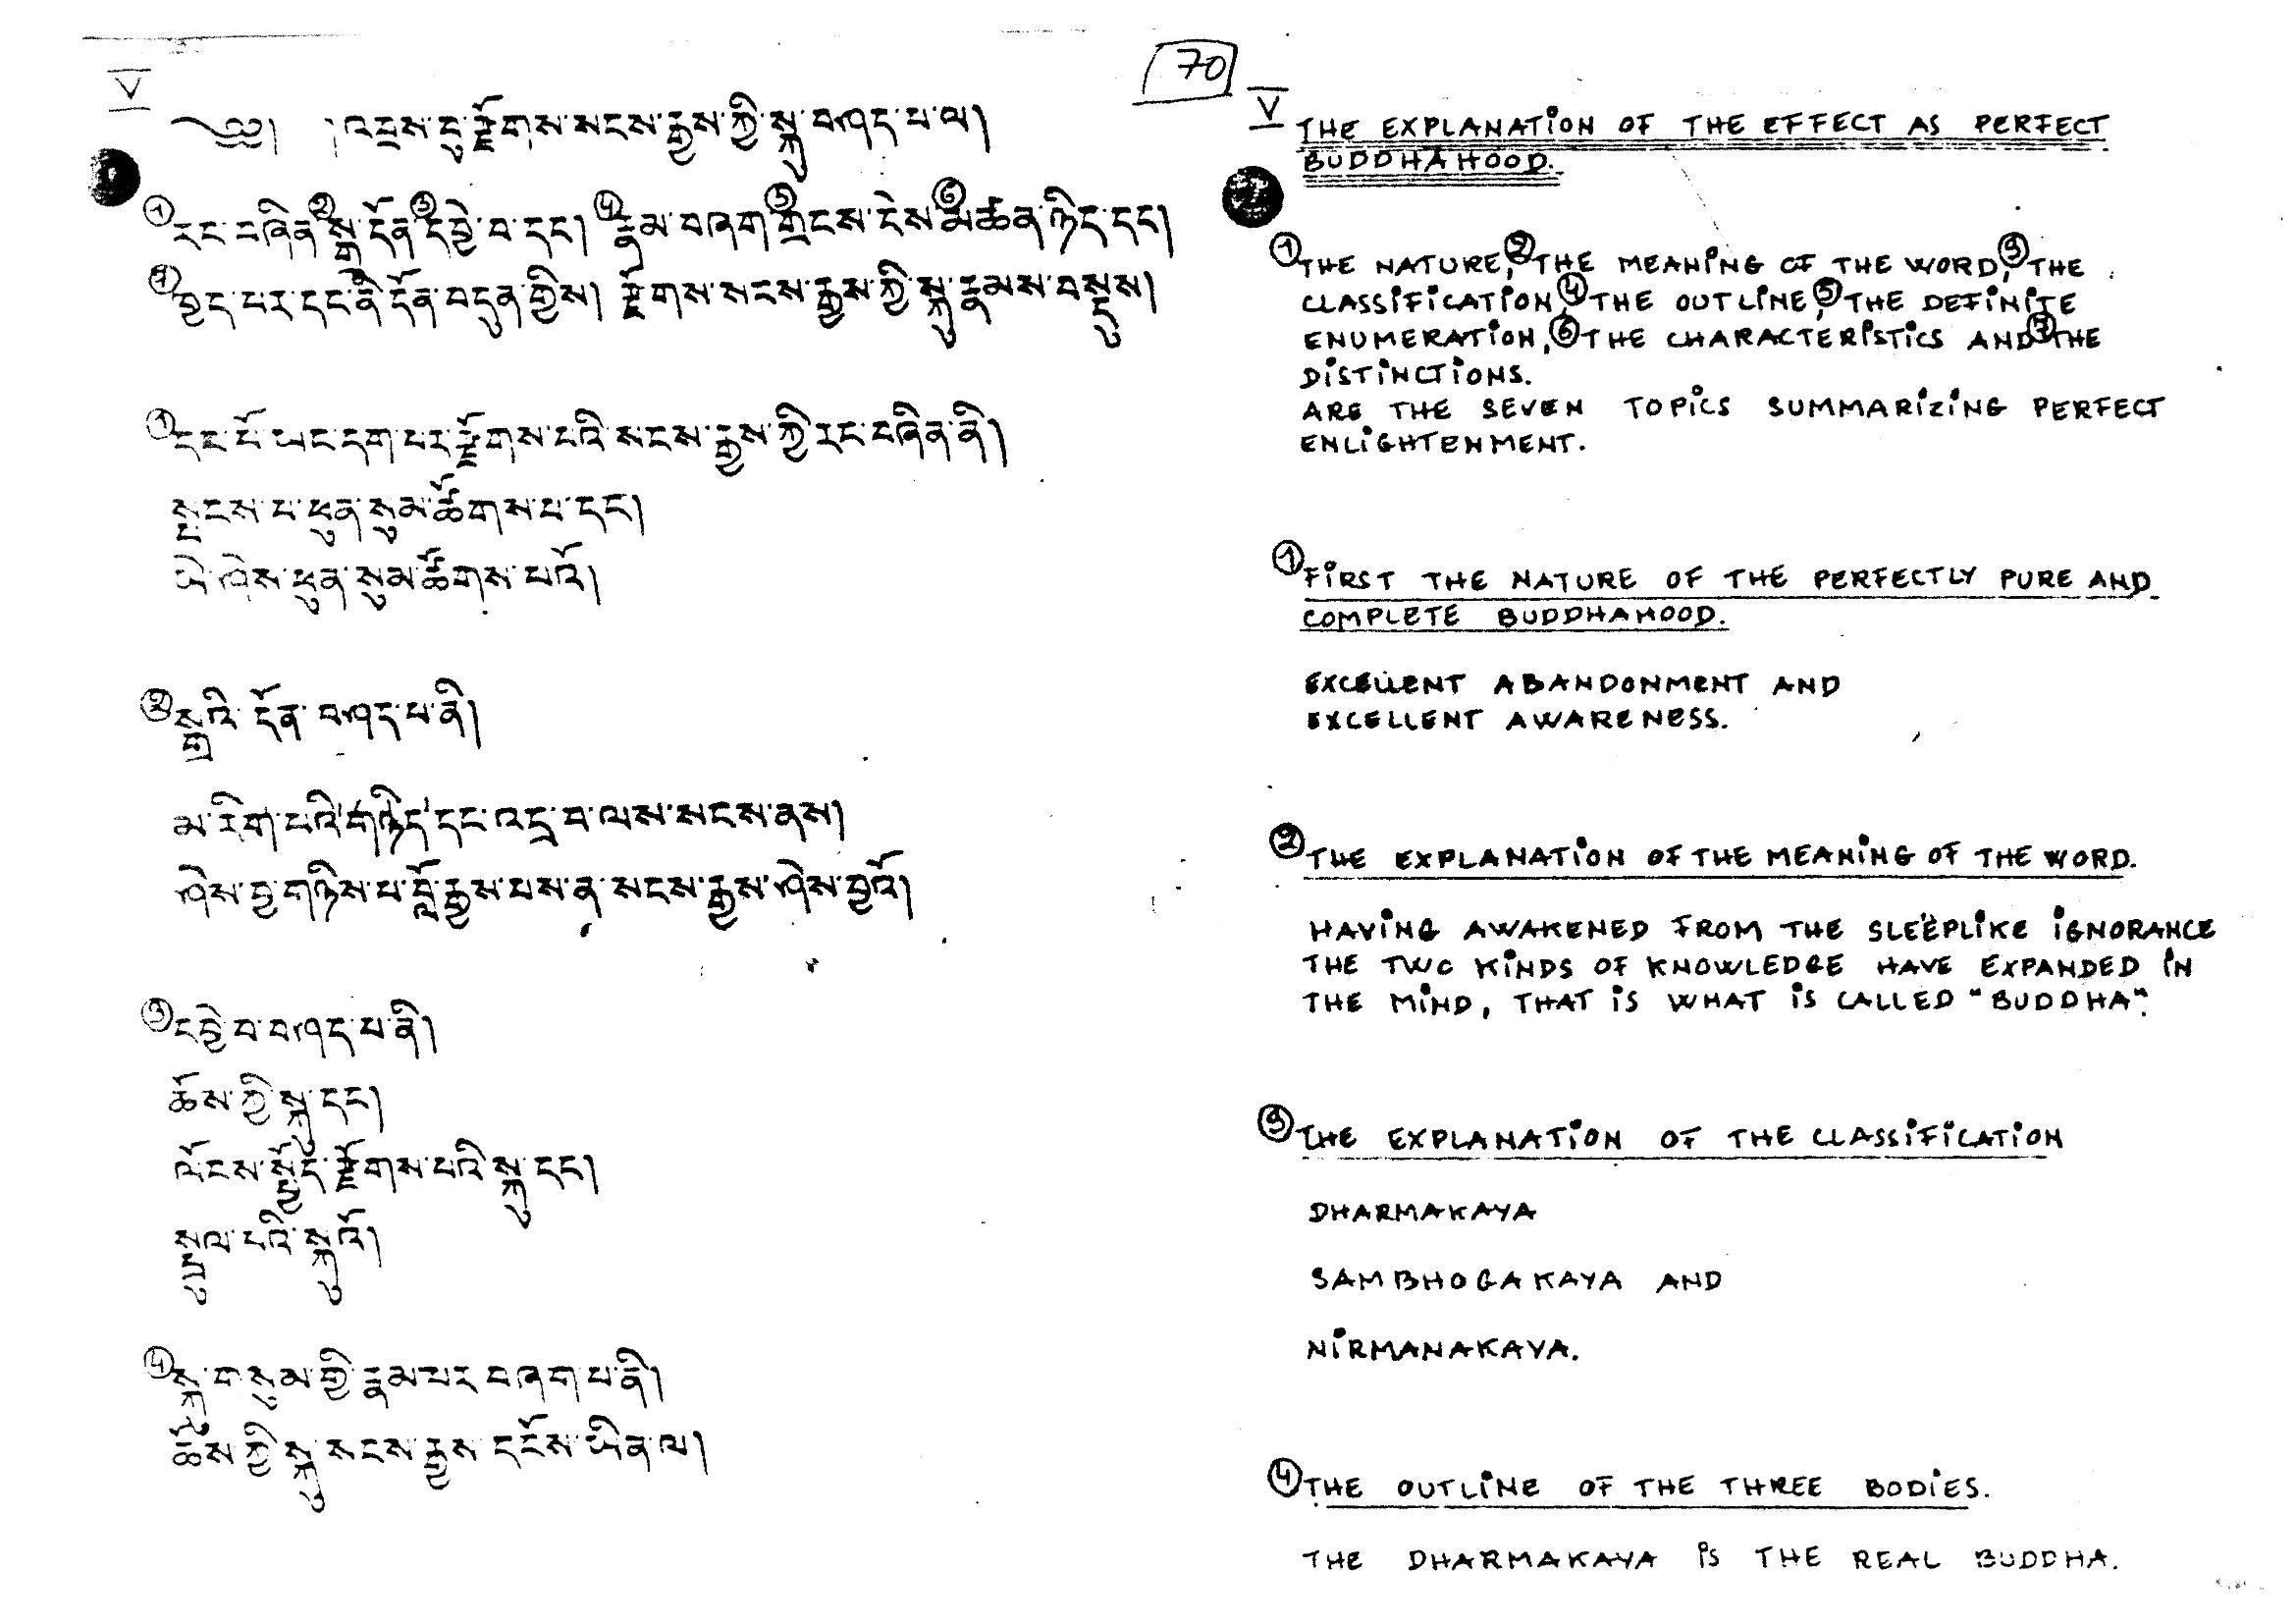 V
༄༅། །འབྲས་བུ་རྫོགས་སངས་རྒྱས་ཀྱི་སྐུ་བཤད་པ་ལ།
①རང་བཞིན་②སྒྲ་དོན་③དབྱེ་བ་དང། ④རྣམ་བཞག་⑤གྲངས་ངེས་⑥མཚན་ཉིད་དང།
⑦ཁྱད་པར་དང་ནི་དོན་བདུན་གྱིས། རྫོགས་སངས་རྒྱས་ཀྱི་སྐུ་རྣམས་བསྡུས།
①དང་པོ་ཡང་དག་པར་རྫོགས་པའི་སངས་རྒྱས་ཀྱི་རང་བཞིན་ནི།
སྤངས་པ་ཕུན་སུམ་ཚོགས་པ་དང།
ཡེ་ཤེས་ཕུན་སུམ་ཚོགས་པའོ།
②སྒྲའི་དོན་བཤད་པ་ནི།
མ་རིག་པའི་གཉིད་དང་འདྲ་བ་ལས་སངས་ནས།
ཤེས་བྱ་གཉིས་པ་བློ་རྒྱས་པས་ན་སངས་རྒྱས་ཤེས་བྱའོ།
③དབྱེ་བ་བཤད་པ་ནི།
ཆོས་ཀྱི་སྐུ་དང།
ལོངས་སྤྱོད་རྫོགས་པའི་སྐུ་དང།
སྤྲུལ་པའི་སྐུའོ།
④སྐུ་གསུམ་གྱི་རྣམ་པར་བཞག་པ་ནི།
ཆོས་ཀྱི་སྐུ་སངས་རྒྱས་དངོས་ཡིན་ལ།
70
V THE EXPLANATION OF THE EFFECT AS PERFECT
BUDDHAHOOD.
①THE NATURE, ②THE MEANING OF THE WORD, ③THE
CLASSIFICATION, ④THE OUTLINE, ⑤THE DEFINITE
ENUMERATION, ⑥THE CHARACTERISTICS AND ⑦THE
DISTINCTIONS.
ARE THE SEVEN TOPICS SUMMARIZING PERFECT
ENLIGHTENMENT.
①FIRST THE NATURE OF THE PERFECTLY PURE AND
COMPLETE BUDDHAHOOD.
EXCELLENT ABANDONMENT AND
EXCELLENT AWARENESS.
②THE EXPLANATION OF THE MEANING OF THE WORD.
HAVING AWAKENED FROM THE SLEEPLIKE IGNORANCE
THE TWO KINDS OF KNOWLEDGE HAVE EXPANDED IN
THE MIND, THAT IS WHAT IS CALLED "BUDDHA".
③THE EXPLANATION OF THE CLASSIFICATION
DHARMAKAYA
SAMBHOGAKAYA AND
NIRMANAKAYA.
④THE OUTLINE OF THE THREE BODIES.
THE DHARMAKAYA IS THE REAL BUDDHA.